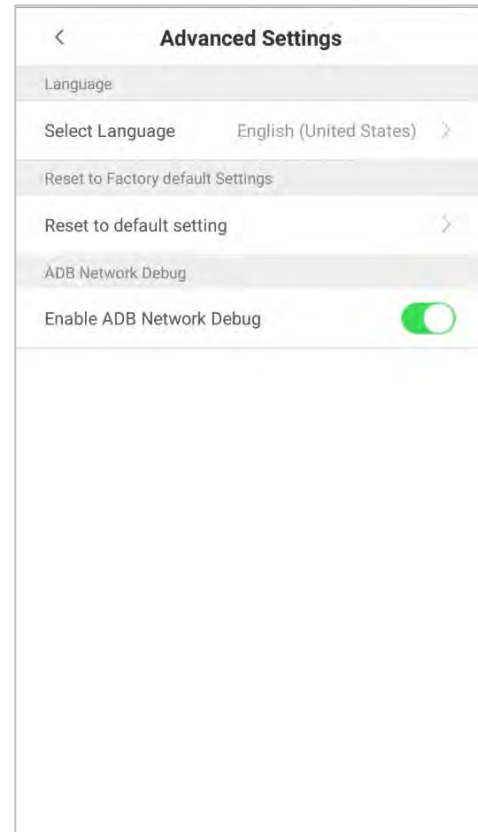 Advanced Settings
Language
Select Language English (United States)
Reset to Factory default Settings
Reset to default setting
ADB Network Debug
Enable ADB Network Debug